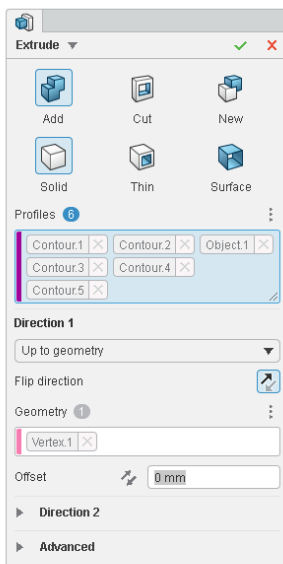 Extrude
Add Cut New
Solid Thin Surface
Profiles 6
Contour.1 Contour.2 Object.1
Contour.3 Contour.4
Contour.5
Direction 1
Up to geometry
Flip direction
Geometry 1
Vertex.1
Offset 0 mm
Direction 2
Advanced